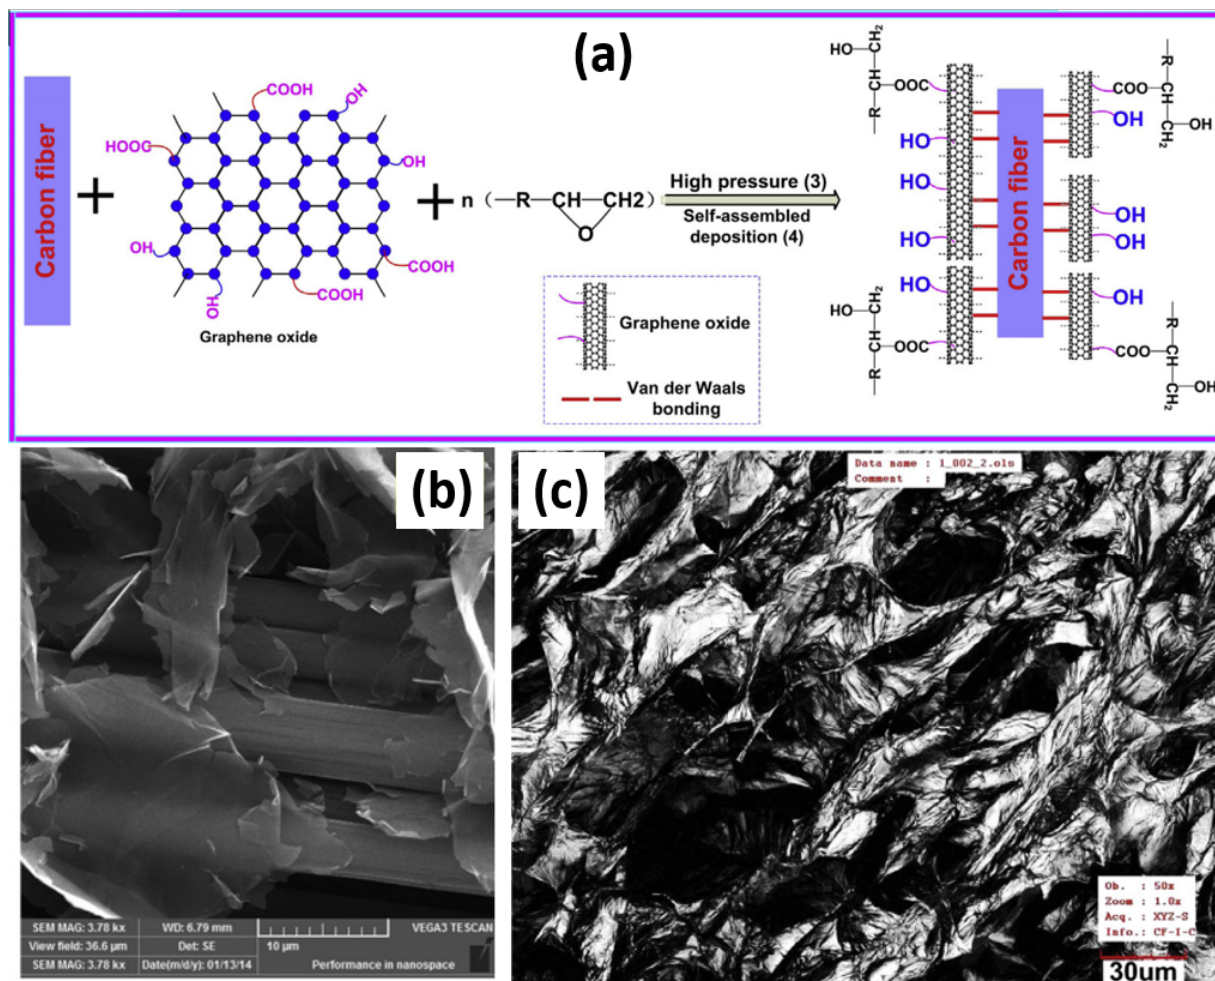 (a)
Carbon fiber
+
COOH
OH
HOOC
OH
OH
OH
COOH
COOH
Graphene oxide
+
n (—R—CH—CH2)
O
High pressure (3)
Self-assembled
deposition (4)
Graphene oxide
Van der Waals
bonding
HO—CH₂
CH—OOC
R
HO
HO
HO
HO
HO—CH₂
CH—OOC
R
Carbon fiber
R
COO—CH
CH₂—OH
OH
OH
OH
OH
R
COO—CH
CH₂—OH
(b)
SEM MAG: 3.78 kx
WD: 6.79 mm
VEGA3 TESCAN
View field: 36.6 µm
Det: SE
10 µm
SEM MAG: 3.78 kx
Date(m/d/y): 01/13/14
Performance in nanospace
(c)
Data name : 1_002_2.ols
Comment :
Ob. : 50x
Zoom : 1.0x
Acq. : XYZ-S
Info.: CF-I-C
30um